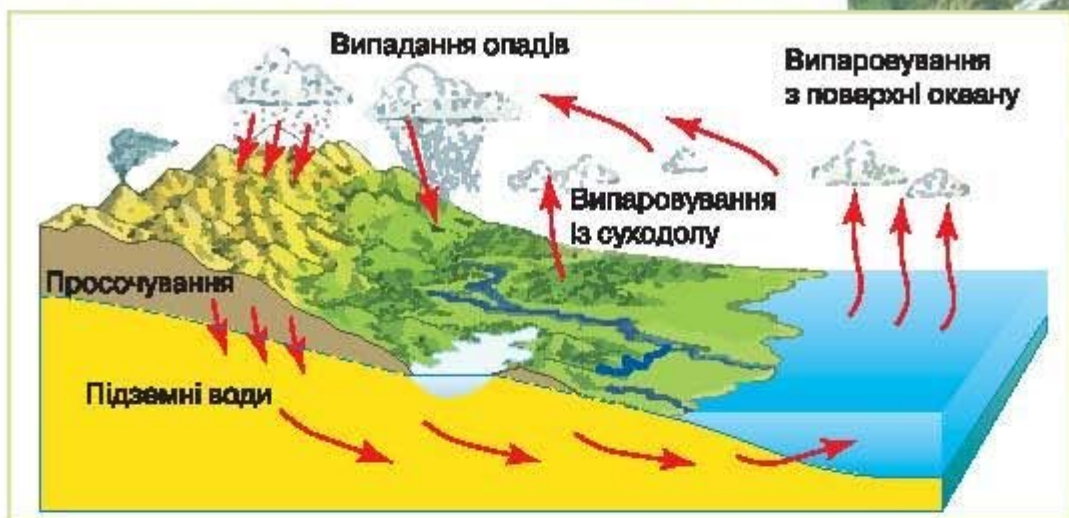 Випадання опадів
Випаровування
з поверхні океану
Випаровування
із суходолу
Просочування
Підземні води